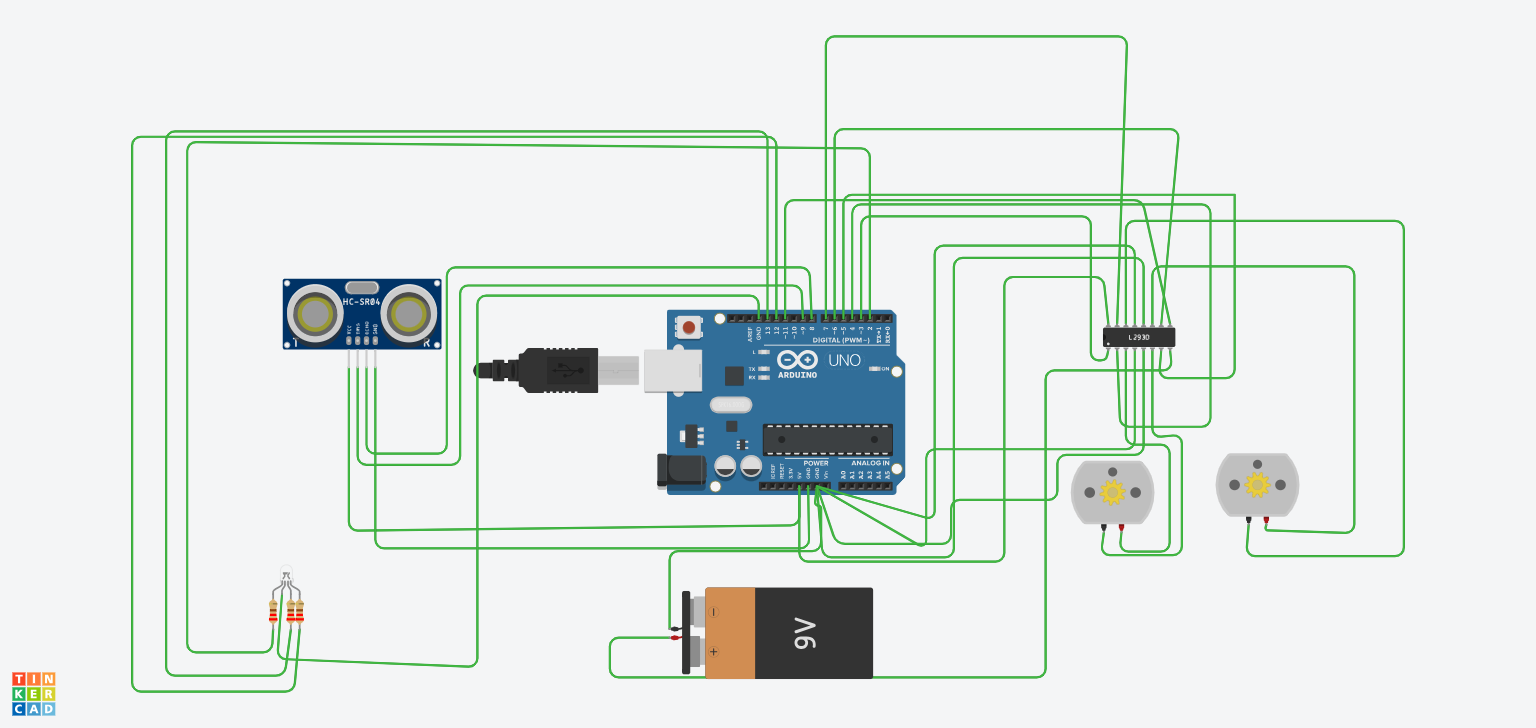 HC-SR04
VCC
TRIG
ECHO
GND
T
R
AREF
GND
13
12
~11
~10
~9
8
7
~6
~5
4
~3
2
TX→1
RX←0
DIGITAL (PWM~)
L
TX
RX
ARDUINO
UNO
ON
L293D
POWER
ANALOG IN
IOREF
RESET
3.3V
5V
GND
GND
Vin
A0
A1
A2
A3
A4
A5
9V
TIN
KER
CAD